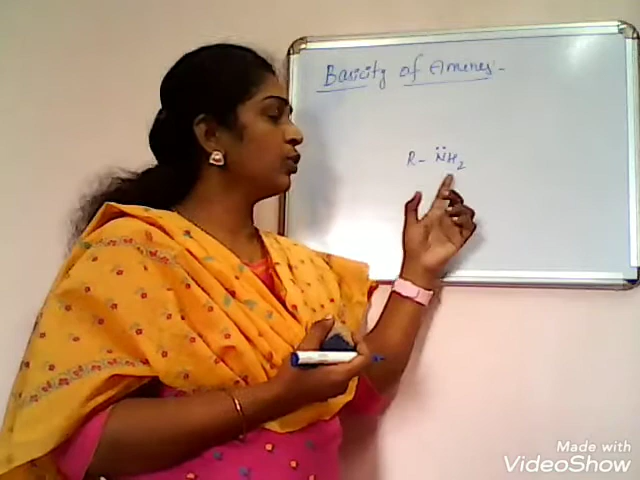 Basicity of Amines -
R - N̈H₂
Made with
VideoShow